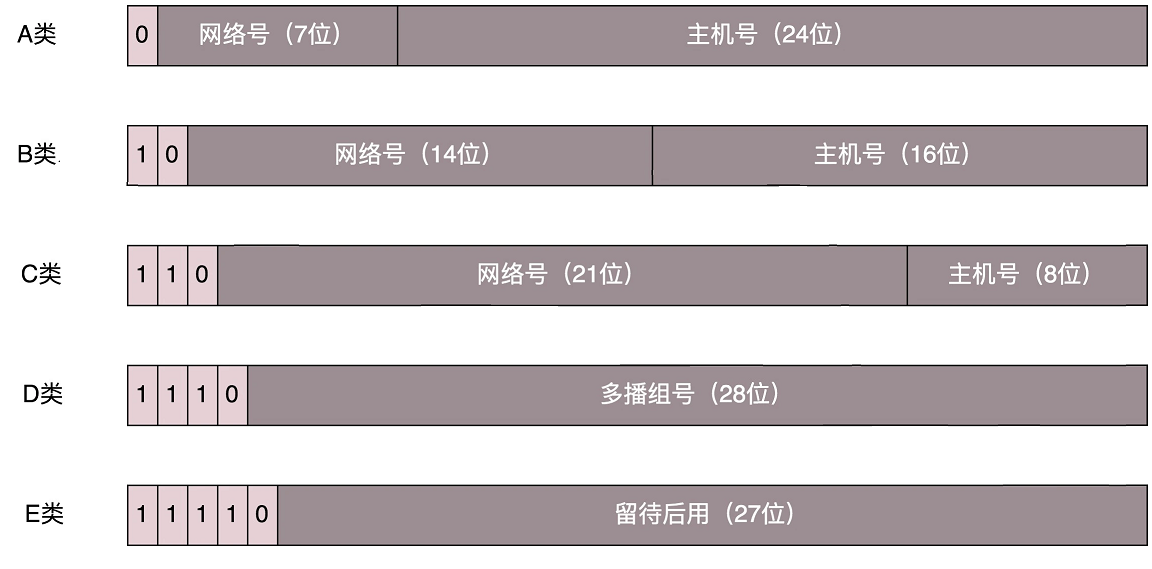 A类 0 网络号（7位） 主机号（24位）
B类 1 0 网络号（14位） 主机号（16位）
C类 1 1 0 网络号（21位） 主机号（8位）
D类 1 1 1 0 多播组号（28位）
E类 1 1 1 1 0 留待后用（27位）